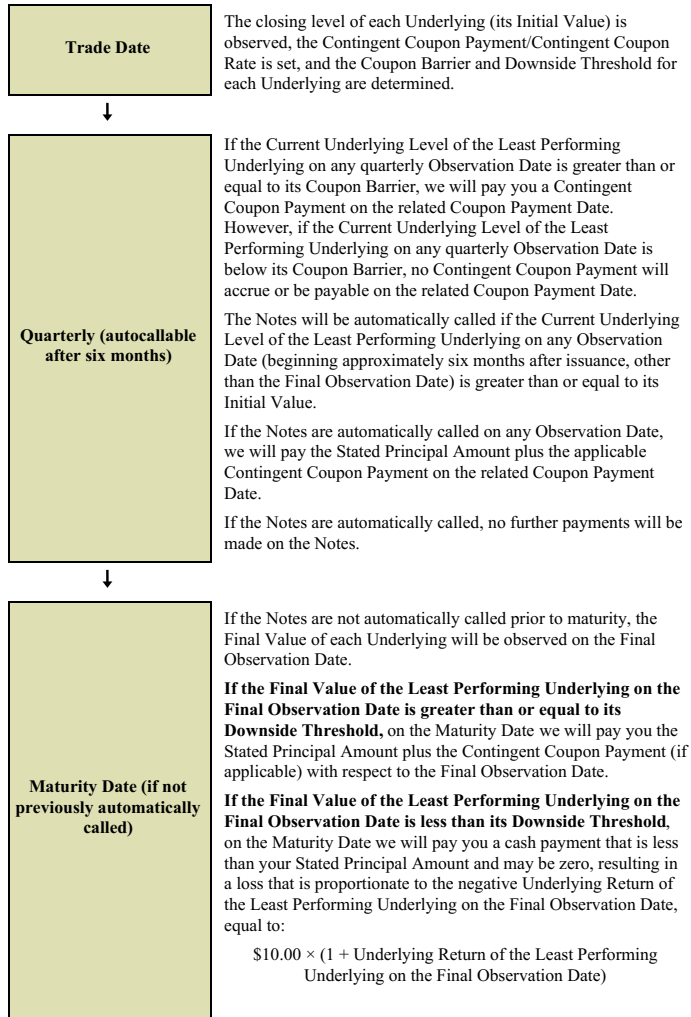 Trade Date
The closing level of each Underlying (its Initial Value) is
observed, the Contingent Coupon Payment/Contingent Coupon
Rate is set, and the Coupon Barrier and Downside Threshold for
each Underlying are determined.
↓
Quarterly (autocallable
after six months)
If the Current Underlying Level of the Least Performing
Underlying on any quarterly Observation Date is greater than or
equal to its Coupon Barrier, we will pay you a Contingent
Coupon Payment on the related Coupon Payment Date.
However, if the Current Underlying Level of the Least
Performing Underlying on any quarterly Observation Date is
below its Coupon Barrier, no Contingent Coupon Payment will
accrue or be payable on the related Coupon Payment Date.
The Notes will be automatically called if the Current Underlying
Level of the Least Performing Underlying on any Observation
Date (beginning approximately six months after issuance, other
than the Final Observation Date) is greater than or equal to its
Initial Value.
If the Notes are automatically called on any Observation Date,
we will pay the Stated Principal Amount plus the applicable
Contingent Coupon Payment on the related Coupon Payment
Date.
If the Notes are automatically called, no further payments will be
made on the Notes.
↓
Maturity Date (if not
previously automatically
called)
If the Notes are not automatically called prior to maturity, the
Final Value of each Underlying will be observed on the Final
Observation Date.
If the Final Value of the Least Performing Underlying on the
Final Observation Date is greater than or equal to its
Downside Threshold, on the Maturity Date we will pay you the
Stated Principal Amount plus the Contingent Coupon Payment (if
applicable) with respect to the Final Observation Date.
If the Final Value of the Least Performing Underlying on the
Final Observation Date is less than its Downside Threshold,
on the Maturity Date we will pay you a cash payment that is less
than your Stated Principal Amount and may be zero, resulting in
a loss that is proportionate to the negative Underlying Return of
the Least Performing Underlying on the Final Observation Date,
equal to:
$10.00 × (1 + Underlying Return of the Least Performing
Underlying on the Final Observation Date)